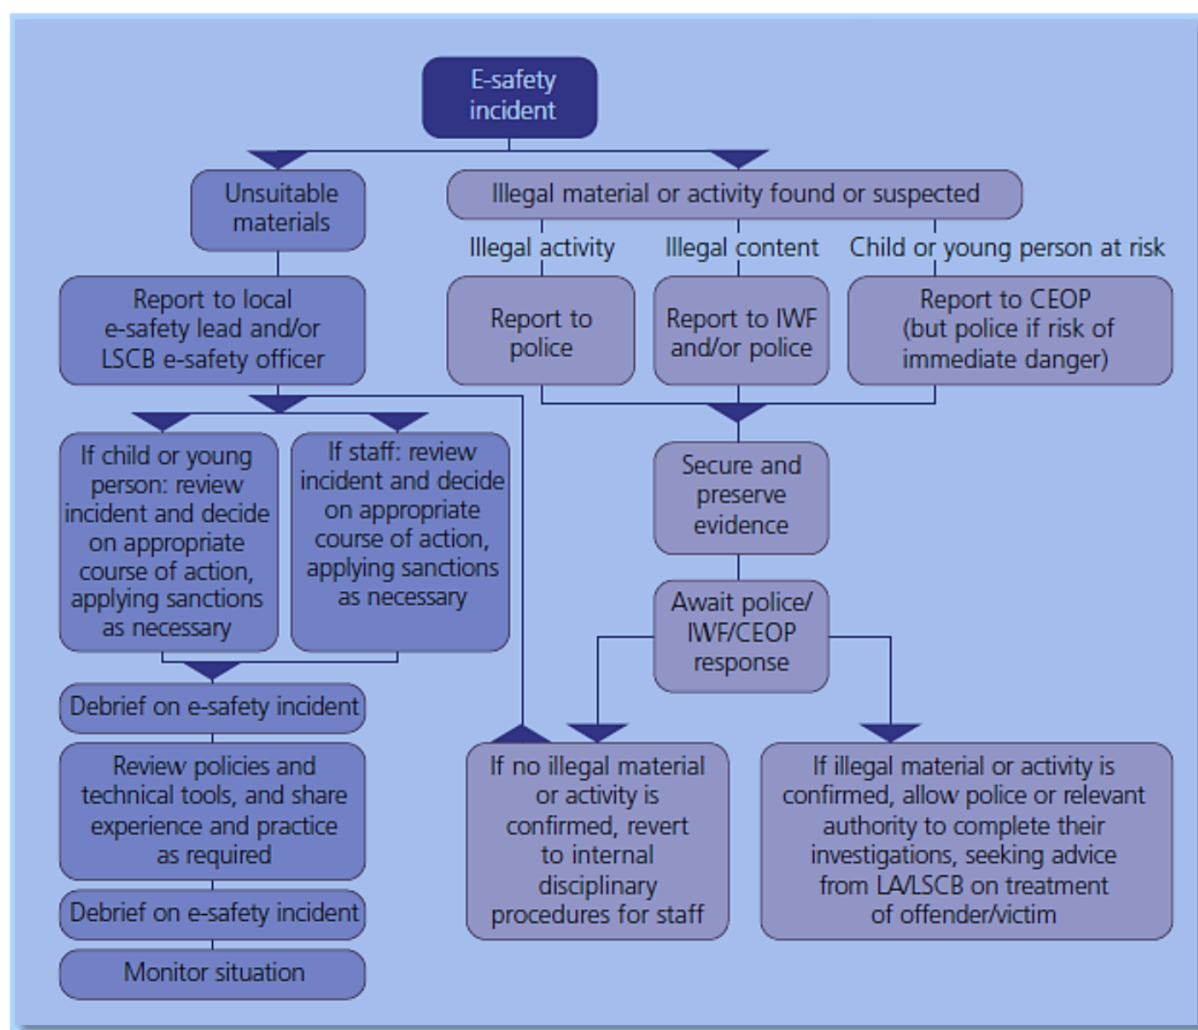 E-safety
incident
Unsuitable
materials
Illegal material or activity found or suspected
Illegal activity
Illegal content
Child or young person at risk
Report to local
e-safety lead and/or
LSCB e-safety officer
Report to
police
Report to IWF
and/or police
Report to CEOP
(but police if risk of
immediate danger)
If child or young
person: review
incident and decide
on appropriate
course of action,
applying sanctions
as necessary
If staff: review
incident and decide
on appropriate
course of action,
applying sanctions
as necessary
Secure and
preserve
evidence
Await police/
IWF/CEOP
response
Debrief on e-safety incident
Review policies and
technical tools, and share
experience and practice
as required
Debrief on e-safety incident
Monitor situation
If no illegal material
or activity is
confirmed, revert
to internal
disciplinary
procedures for staff
If illegal material or activity is
confirmed, allow police or relevant
authority to complete their
investigations, seeking advice
from LA/LSCB on treatment
of offender/victim